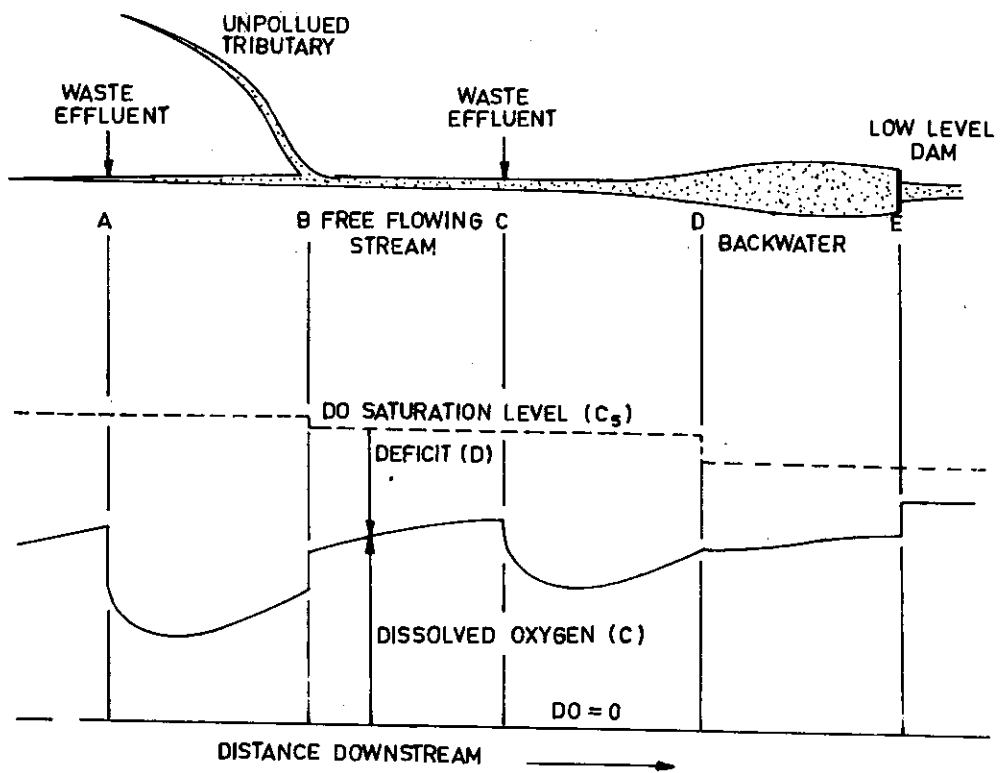 UNPOLLUED
TRIBUTARY
WASTE
EFFLUENT
WASTE
EFFLUENT
LOW LEVEL
DAM
A
B FREE FLOWING C
STREAM
D
BACKWATER
E
DO SATURATION LEVEL (Cs)
DEFICIT (D)
DISSOLVED OXYGEN (C)
DO = 0
DISTANCE DOWNSTREAM